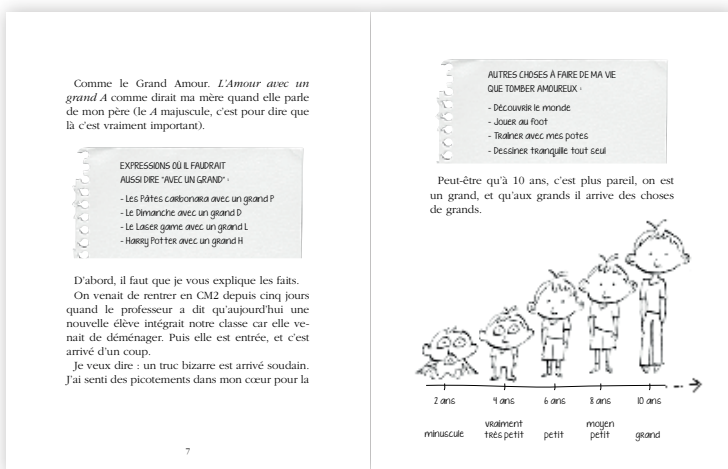 Comme le Grand Amour. L'Amour avec un
grand A comme dirait ma mère quand elle parle
de mon père (le A majuscule, c'est pour dire que
là c'est vraiment important).
EXPRESSIONS OÙ IL FAUDRAIT
AUSSI DIRE "AVEC UN GRAND" :
- Les Pâtes carbonara avec un grand P
- Le Dimanche avec un grand D
- Le Laser game avec un grand L
- Harry Potter avec un grand H
D'abord, il faut que je vous explique les faits.
On venait de rentrer en CM2 depuis cinq jours
quand le professeur a dit qu'aujourd'hui une
nouvelle élève intégrait notre classe car elle ve-
nait de déménager. Puis elle est entrée, et c'est
arrivé d'un coup.
Je veux dire : un truc bizarre est arrivé soudain.
J'ai senti des picotements dans mon cœur pour la
7
AUTRES CHOSES À FAIRE DE MA VIE
QUE TOMBER AMOUREUX :
- Découvrir le monde
- Jouer au foot
- Traîner avec mes potes
- Dessiner tranquille tout seul
Peut-être qu'à 10 ans, c'est plus pareil, on est
un grand, et qu'aux grands il arrive des choses
de grands.
2 ans 4 ans 6 ans 8 ans 10 ans
minuscule vraiment très petit petit moyen petit grand